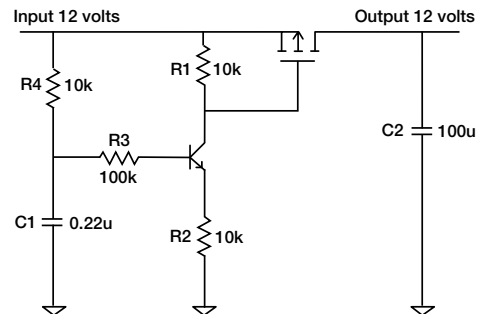 Input 12 volts
Output 12 volts
R4
10k
R1
10k
R3
100k
C2
100u
C1
0.22u
R2
10k